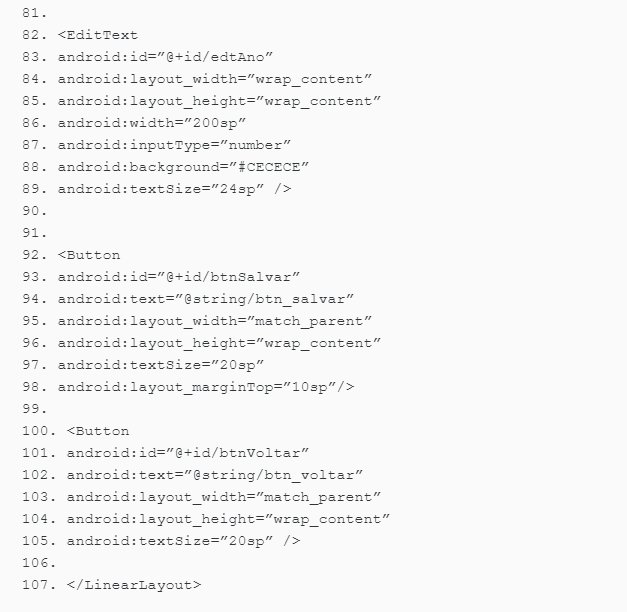 81.
82. <EditText
83. android:id=”@+id/edtAno”
84. android:layout_width=”wrap_content”
85. android:layout_height=”wrap_content”
86. android:width=”200sp”
87. android:inputType=”number”
88. android:background=”#CECECE”
89. android:textSize=”24sp” />
90.
91.
92. <Button
93. android:id=”@+id/btnSalvar”
94. android:text=”@string/btn_salvar”
95. android:layout_width=”match_parent”
96. android:layout_height=”wrap_content”
97. android:textSize=”20sp”
98. android:layout_marginTop=”10sp”/>
99.
100. <Button
101. android:id=”@+id/btnVoltar”
102. android:text=”@string/btn_voltar”
103. android:layout_width=”match_parent”
104. android:layout_height=”wrap_content”
105. android:textSize=”20sp” />
106.
107. </LinearLayout>